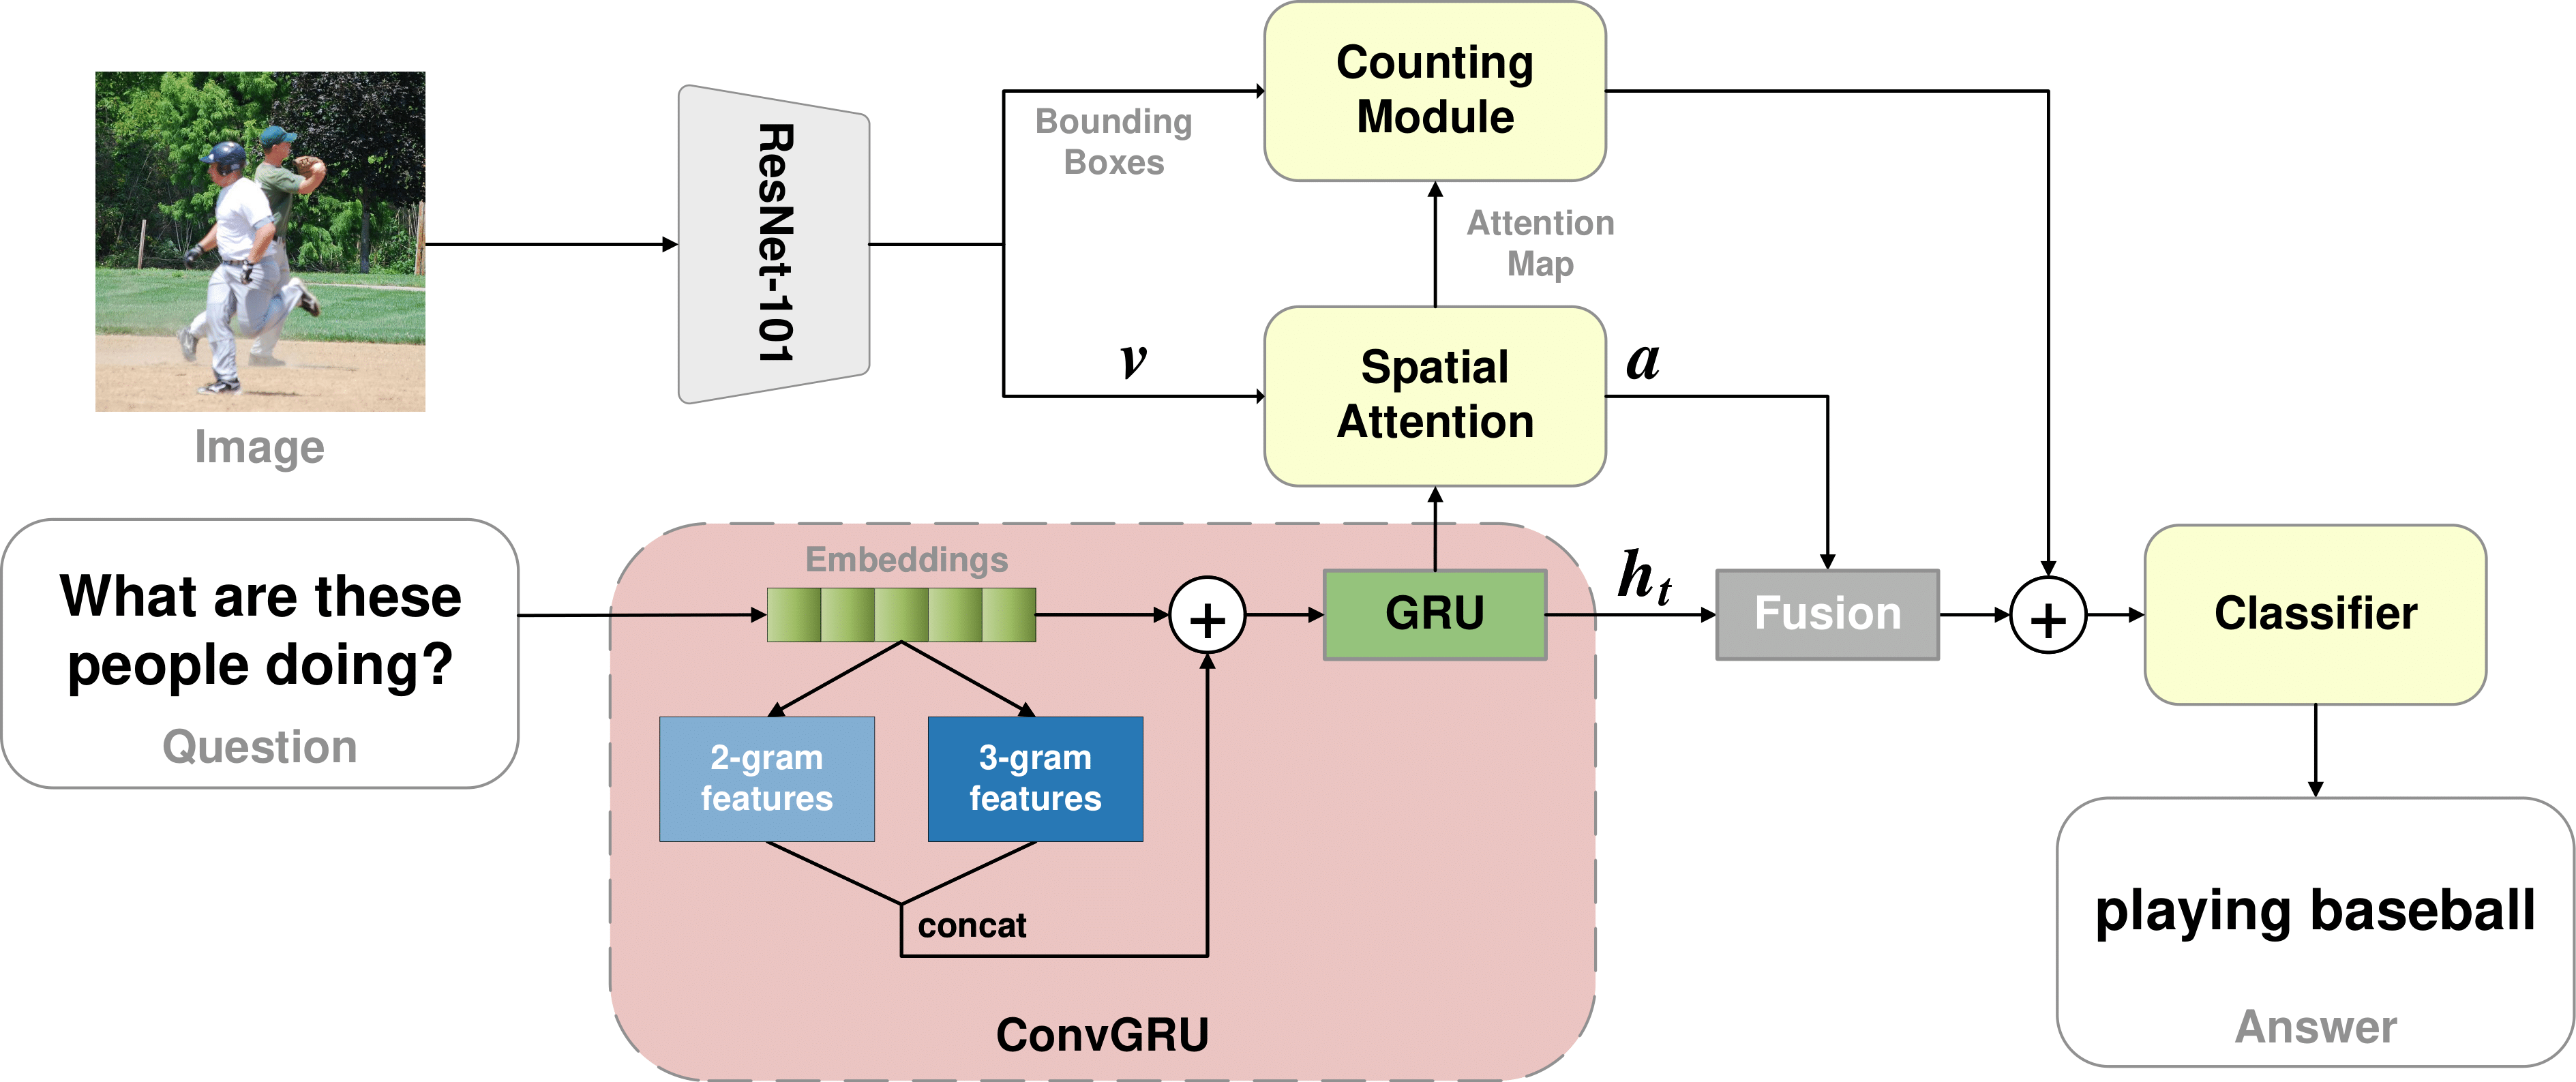 Counting
Module
ResNet-101
Bounding
Boxes
Attention
Map
v
Spatial
Attention
a
Image
What are these
people doing?
Question
Embeddings
+
GRU
h_t
Fusion
+
Classifier
2-gram
features
3-gram
features
concat
ConvGRU
playing baseball
Answer